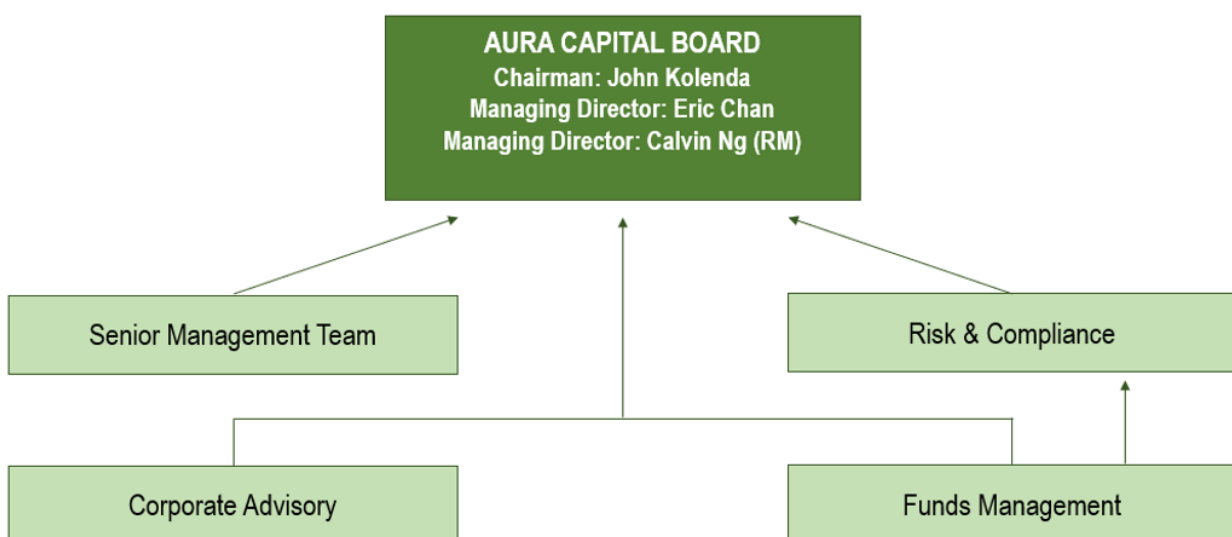 AURA CAPITAL BOARD
Chairman: John Kolenda
Managing Director: Eric Chan
Managing Director: Calvin Ng (RM)
Senior Management Team
Risk & Compliance
Corporate Advisory
Funds Management